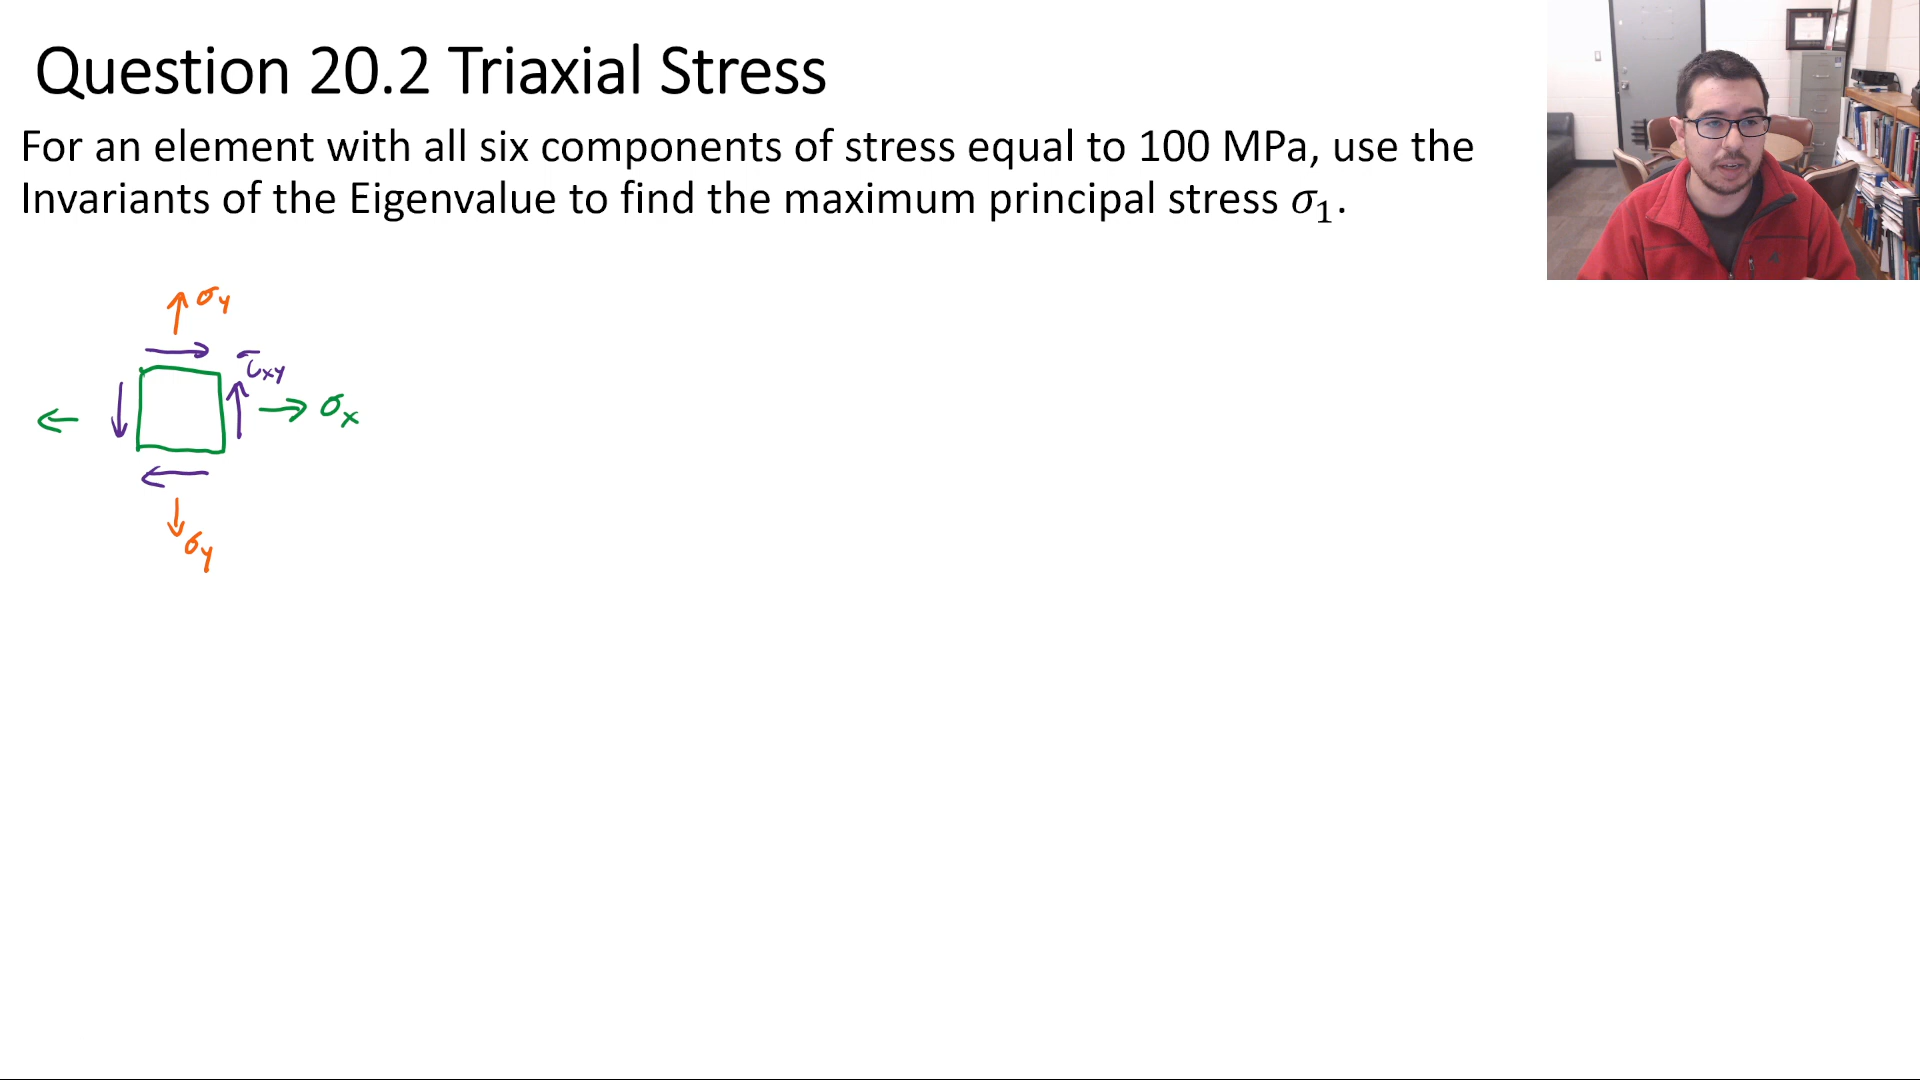 Question 20.2 Triaxial Stress
For an element with all six components of stress equal to 100 MPa, use the
Invariants of the Eigenvalue to find the maximum principal stress σ₁.
σy
τxy
σx
σy